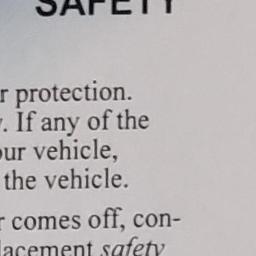 SAFETY
r protection.
. If any of the
our vehicle,
the vehicle.
r comes off, con-
lacement safety